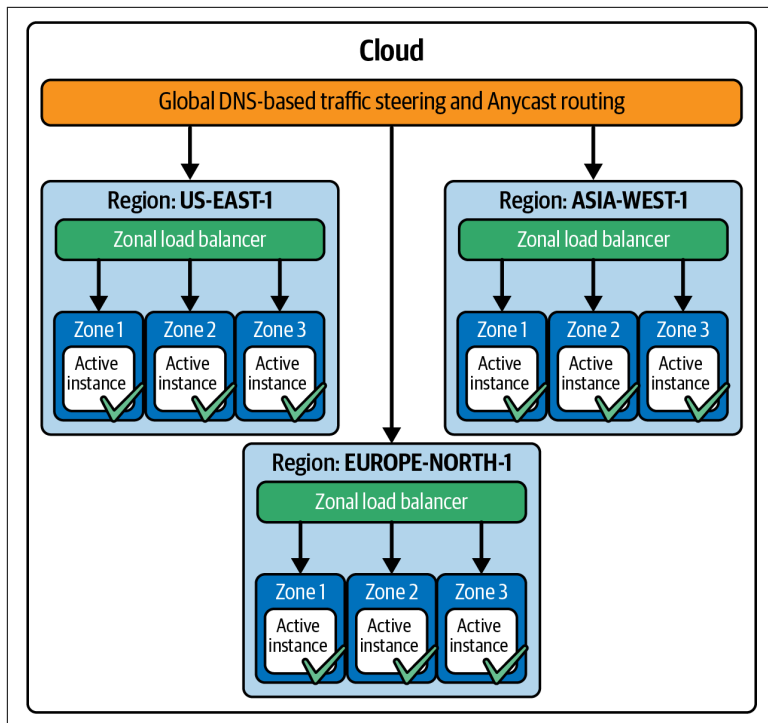 Cloud
Global DNS-based traffic steering and Anycast routing
Region: US-EAST-1
Zonal load balancer
Zone 1
Active
instance
Zone 2
Active
instance
Zone 3
Active
instance
Region: ASIA-WEST-1
Zonal load balancer
Zone 1
Active
instance
Zone 2
Active
instance
Zone 3
Active
instance
Region: EUROPE-NORTH-1
Zonal load balancer
Zone 1
Active
instance
Zone 2
Active
instance
Zone 3
Active
instance